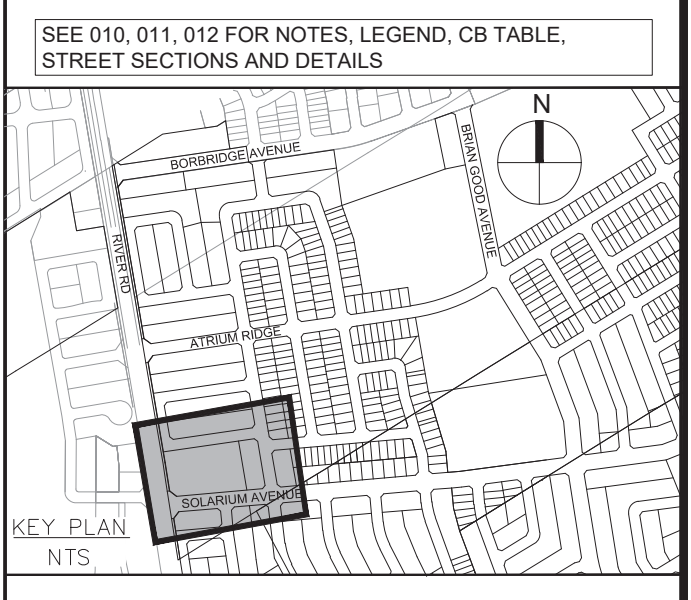 SEE 010, 011, 012 FOR NOTES, LEGEND, CB TABLE,
STREET SECTIONS AND DETAILS
N
BORBRIDGE AVENUE
BRIAN GOOD AVENUE
RIVER RD
ATRIUM RIDGE
SOLARIUM AVENUE
KEY PLAN
NTS